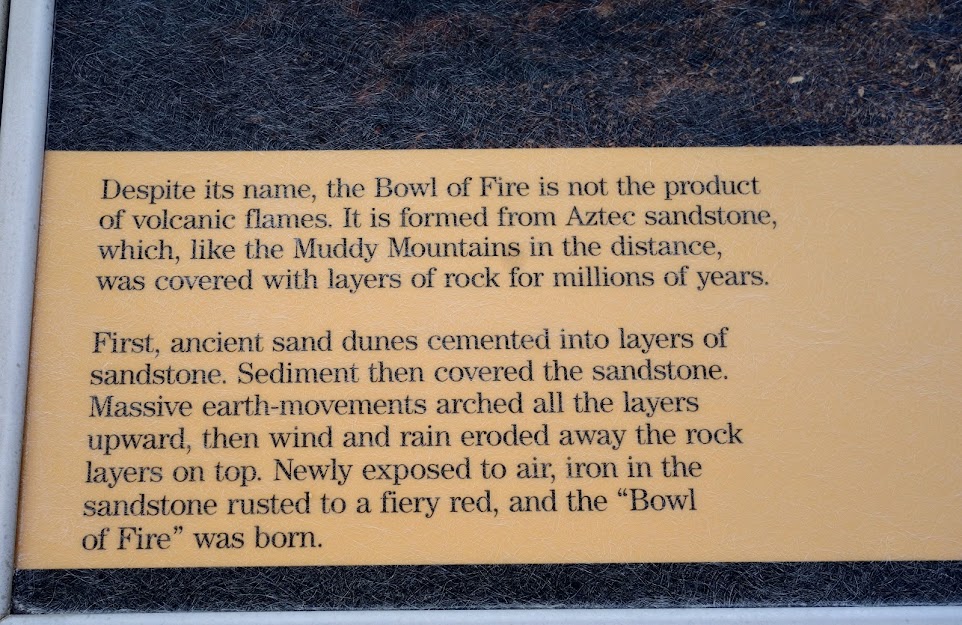 Despite its name, the Bowl of Fire is not the product
of volcanic flames. It is formed from Aztec sandstone,
which, like the Muddy Mountains in the distance,
was covered with layers of rock for millions of years.
First, ancient sand dunes cemented into layers of
sandstone. Sediment then covered the sandstone.
Massive earth-movements arched all the layers
upward, then wind and rain eroded away the rock
layers on top. Newly exposed to air, iron in the
sandstone rusted to a fiery red, and the “Bowl
of Fire” was born.